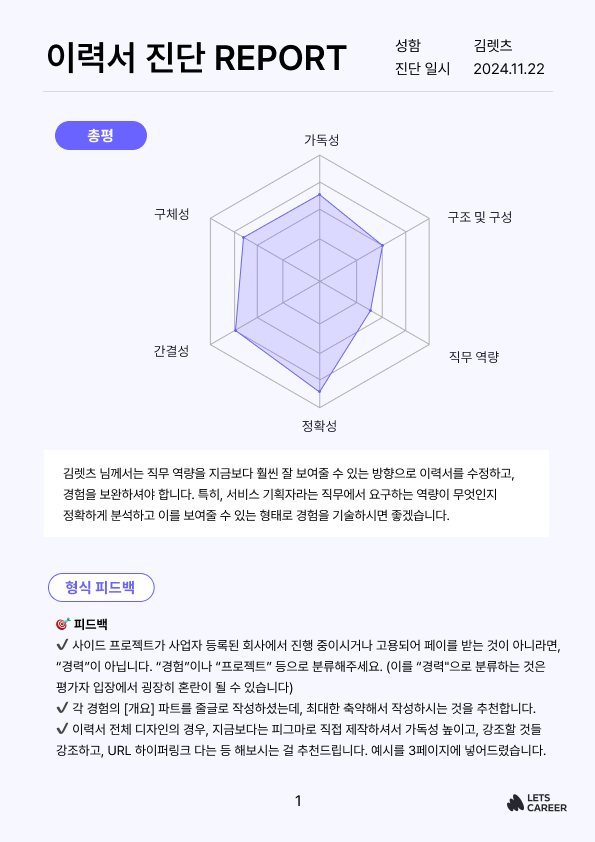 이력서 진단 REPORT
성함 김렛츠
진단 일시 2024.11.22
총평
가독성
구체성
구조 및 구성
간결성
직무 역량
정확성
김렛츠 님께서는 직무 역량을 지금보다 훨씬 잘 보여줄 수 있는 방향으로 이력서를 수정하고,
경험을 보완하셔야 합니다. 특히, 서비스 기획자라는 직무에서 요구하는 역량이 무엇인지
정확하게 분석하고 이를 보여줄 수 있는 형태로 경험을 기술하시면 좋겠습니다.
형식 피드백
🎯 피드백
✔ 사이드 프로젝트가 사업자 등록된 회사에서 진행 중이시거나 고용되어 페이를 받는 것이 아니라면,
“경력”이 아닙니다. “경험”이나 “프로젝트” 등으로 분류해주세요. (이를 “경력"으로 분류하는 것은
평가자 입장에서 굉장히 혼란이 될 수 있습니다)
✔ 각 경험의 [개요] 파트를 줄글로 작성하셨는데, 최대한 축약해서 작성하시는 것을 추천합니다.
✔ 이력서 전체 디자인의 경우, 지금보다는 피그마로 직접 제작하셔서 가독성 높이고, 강조할 것들
강조하고, URL 하이퍼링크 다는 등 해보시는 걸 추천드립니다. 예시를 3페이지에 넣어드렸습니다.
1
LETS
CAREER